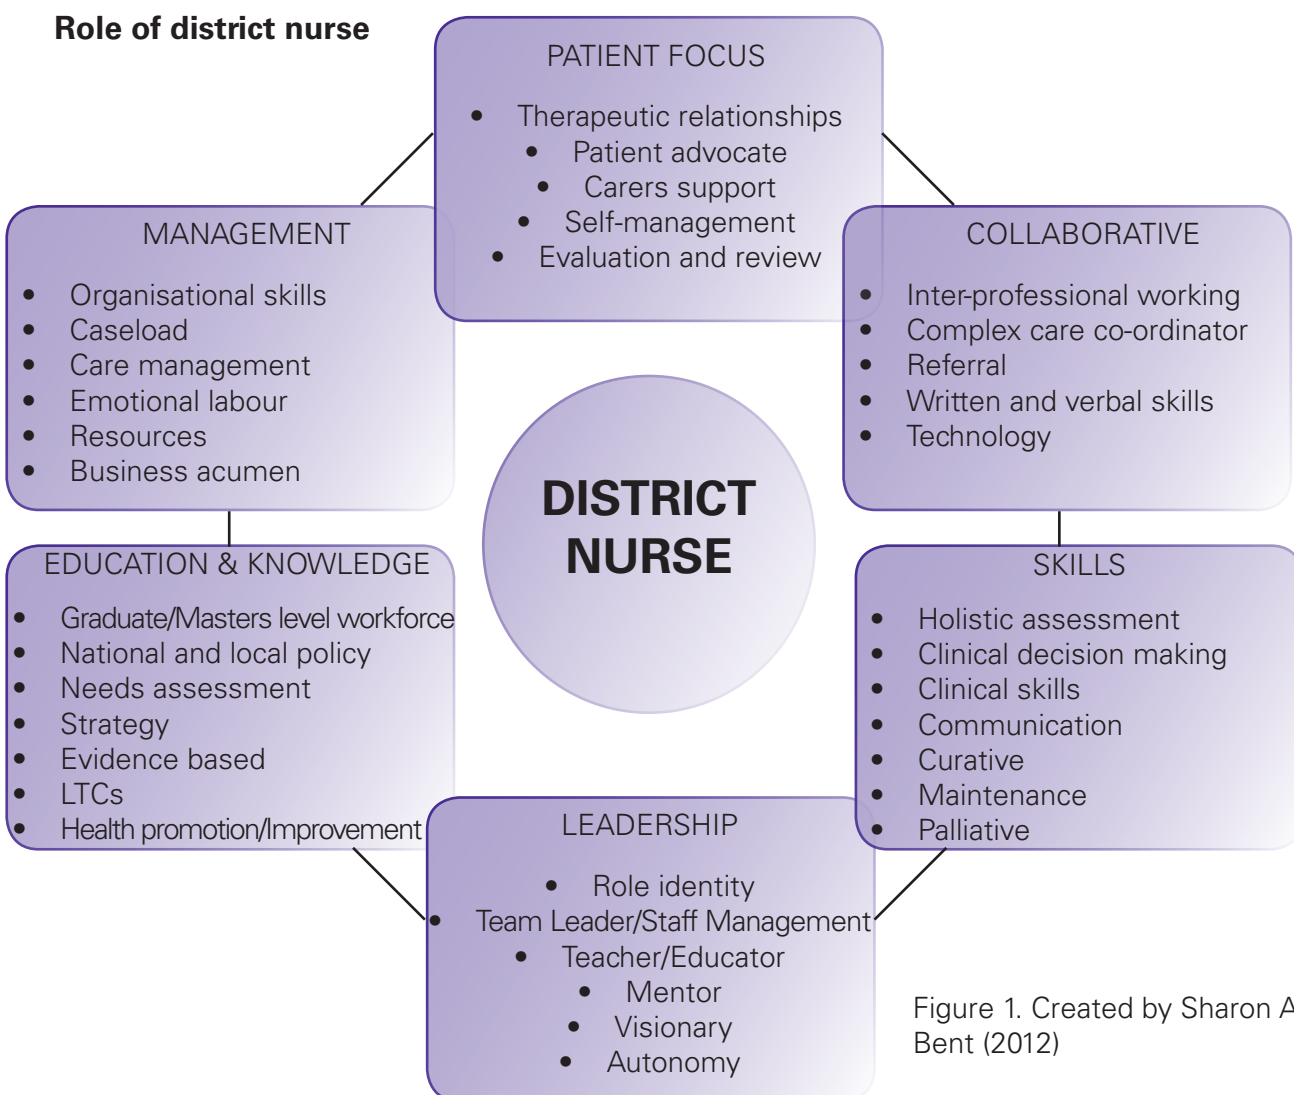 Role of district nurse
PATIENT FOCUS
• Therapeutic relationships
• Patient advocate
• Carers support
• Self-management
• Evaluation and review
MANAGEMENT
• Organisational skills
• Caseload
• Care management
• Emotional labour
• Resources
• Business acumen
COLLABORATIVE
• Inter-professional working
• Complex care co-ordinator
• Referral
• Written and verbal skills
• Technology
DISTRICT
NURSE
EDUCATION & KNOWLEDGE
• Graduate/Masters level workforce
• National and local policy
• Needs assessment
• Strategy
• Evidence based
• LTCs
• Health promotion/Improvement
SKILLS
• Holistic assessment
• Clinical decision making
• Clinical skills
• Communication
• Curative
• Maintenance
• Palliative
LEADERSHIP
• Role identity
• Team Leader/Staff Management
• Teacher/Educator
• Mentor
• Visionary
• Autonomy
Figure 1. Created by Sharon A
Bent (2012)